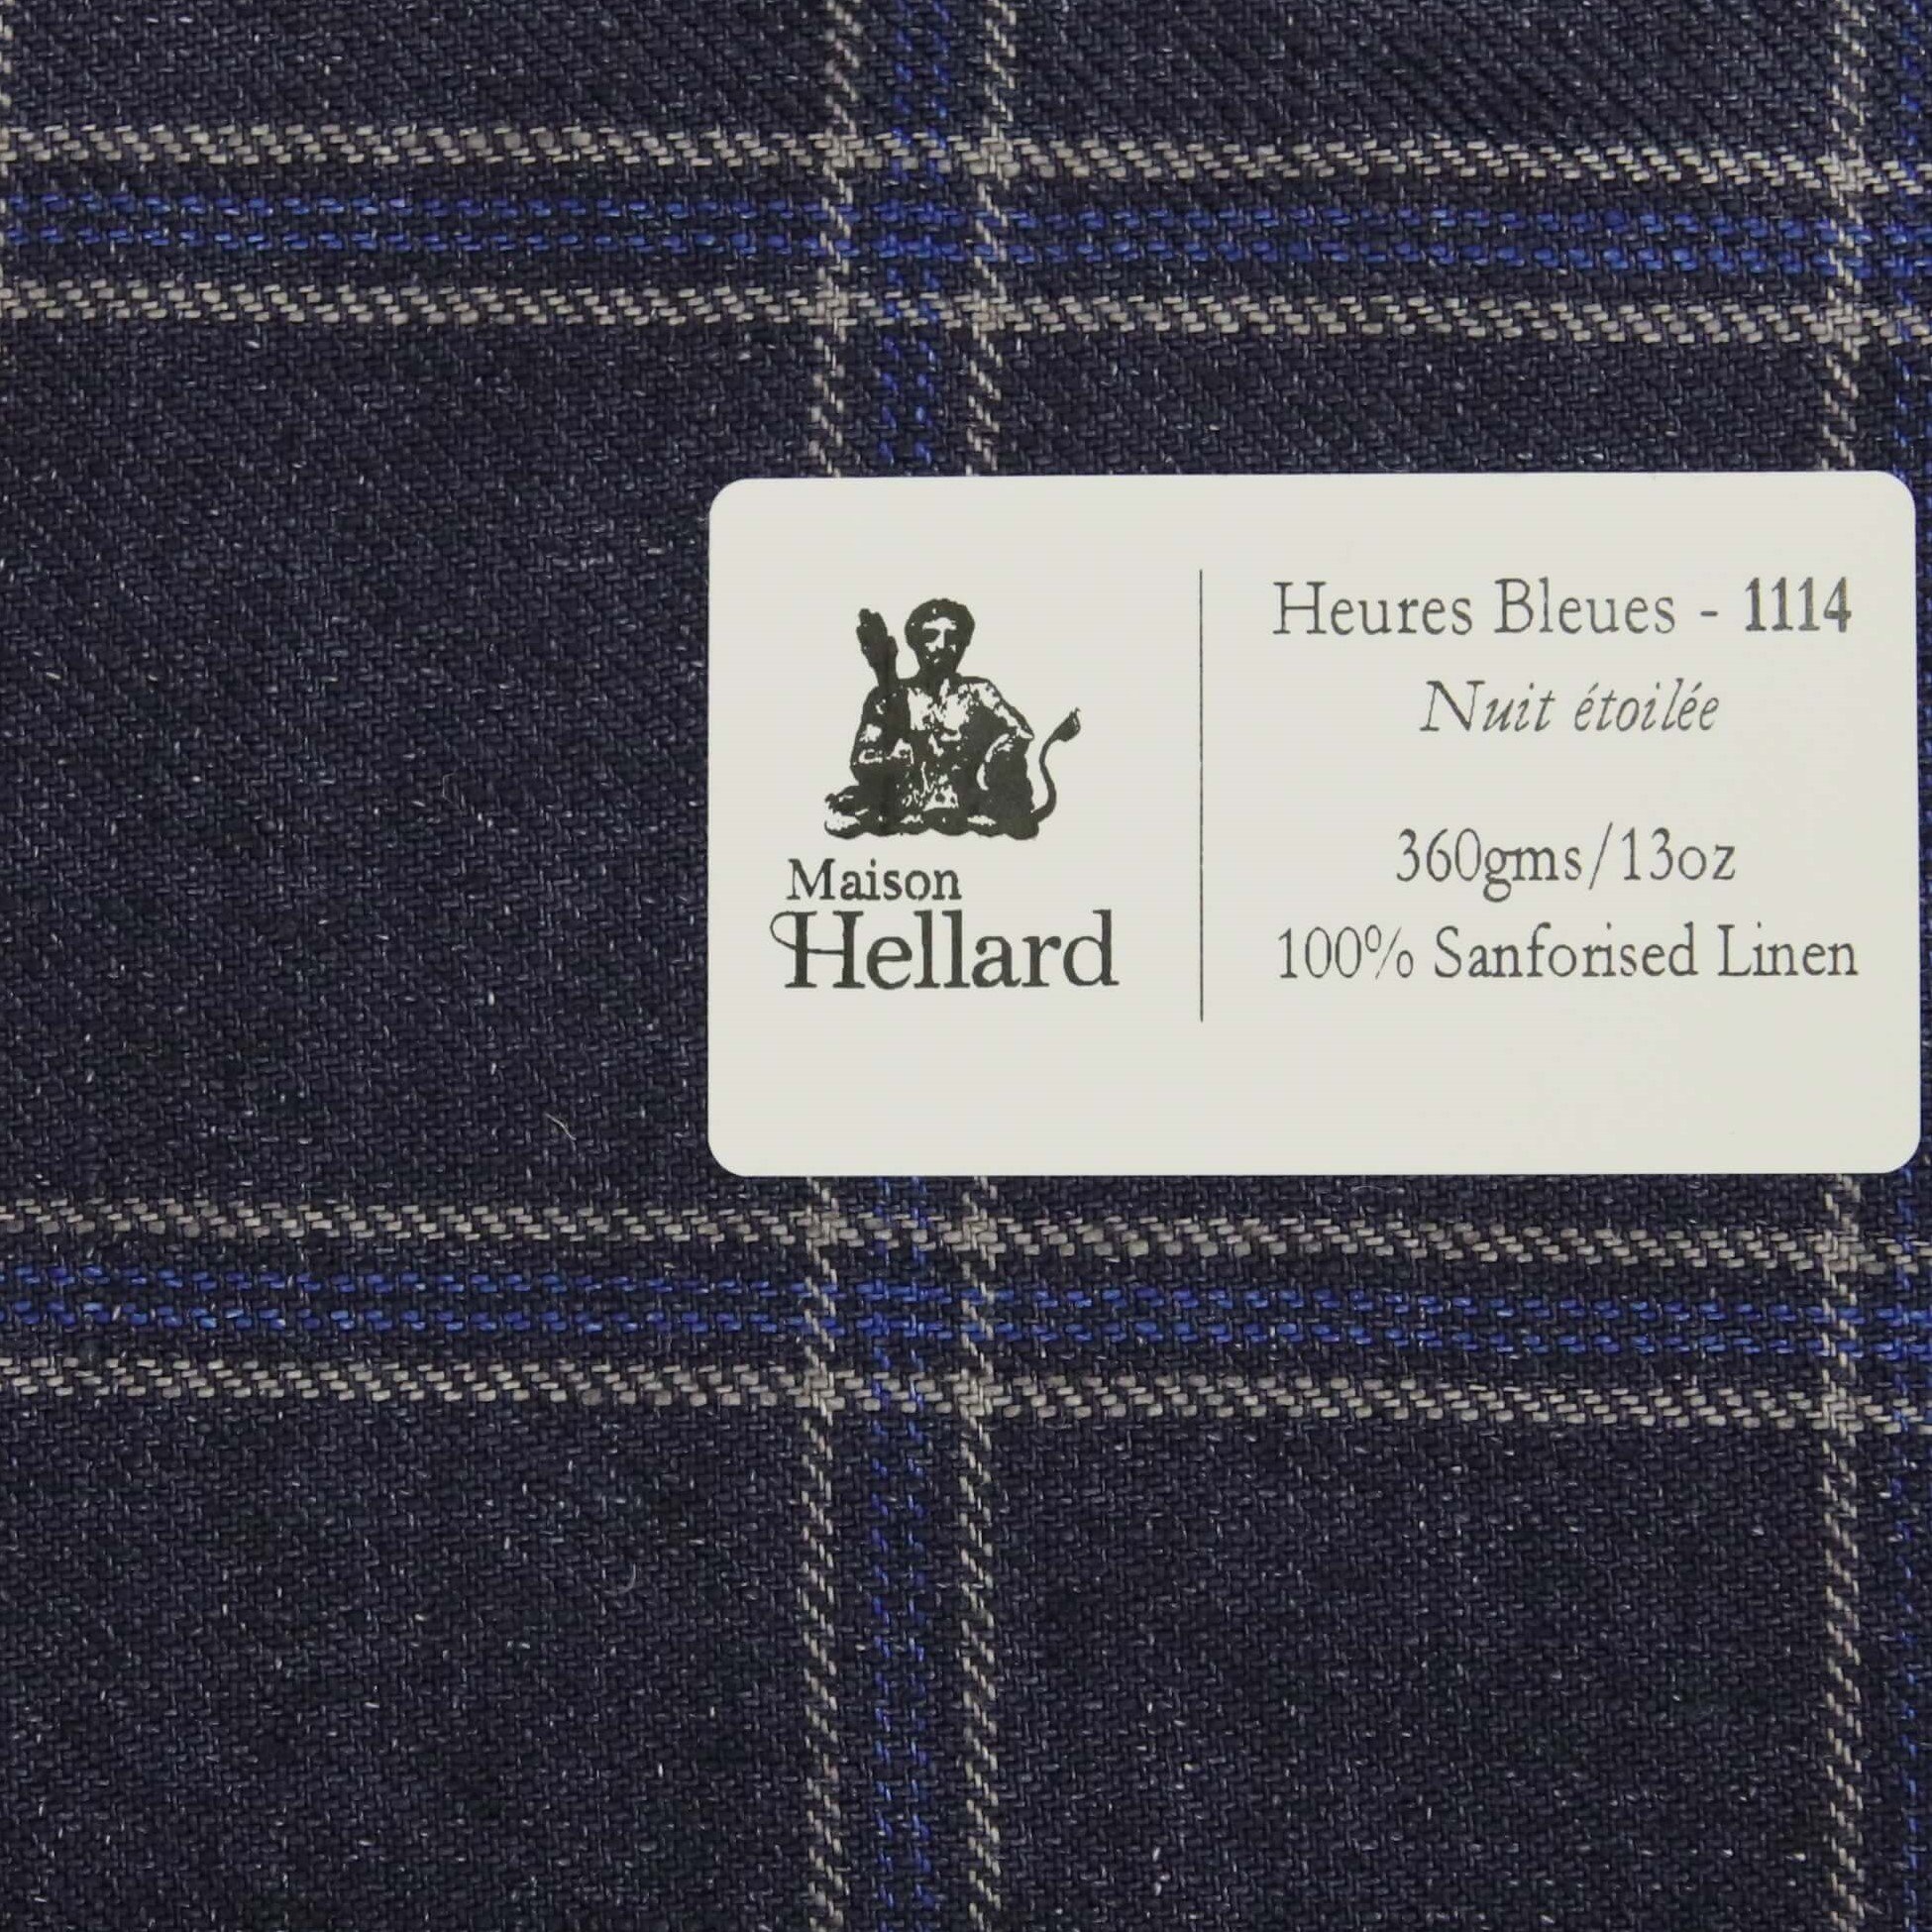 Maison
Hellard
Heures Bleues - 1114
Nuit étoilée
360gms/13oz
100% Sanforised Linen